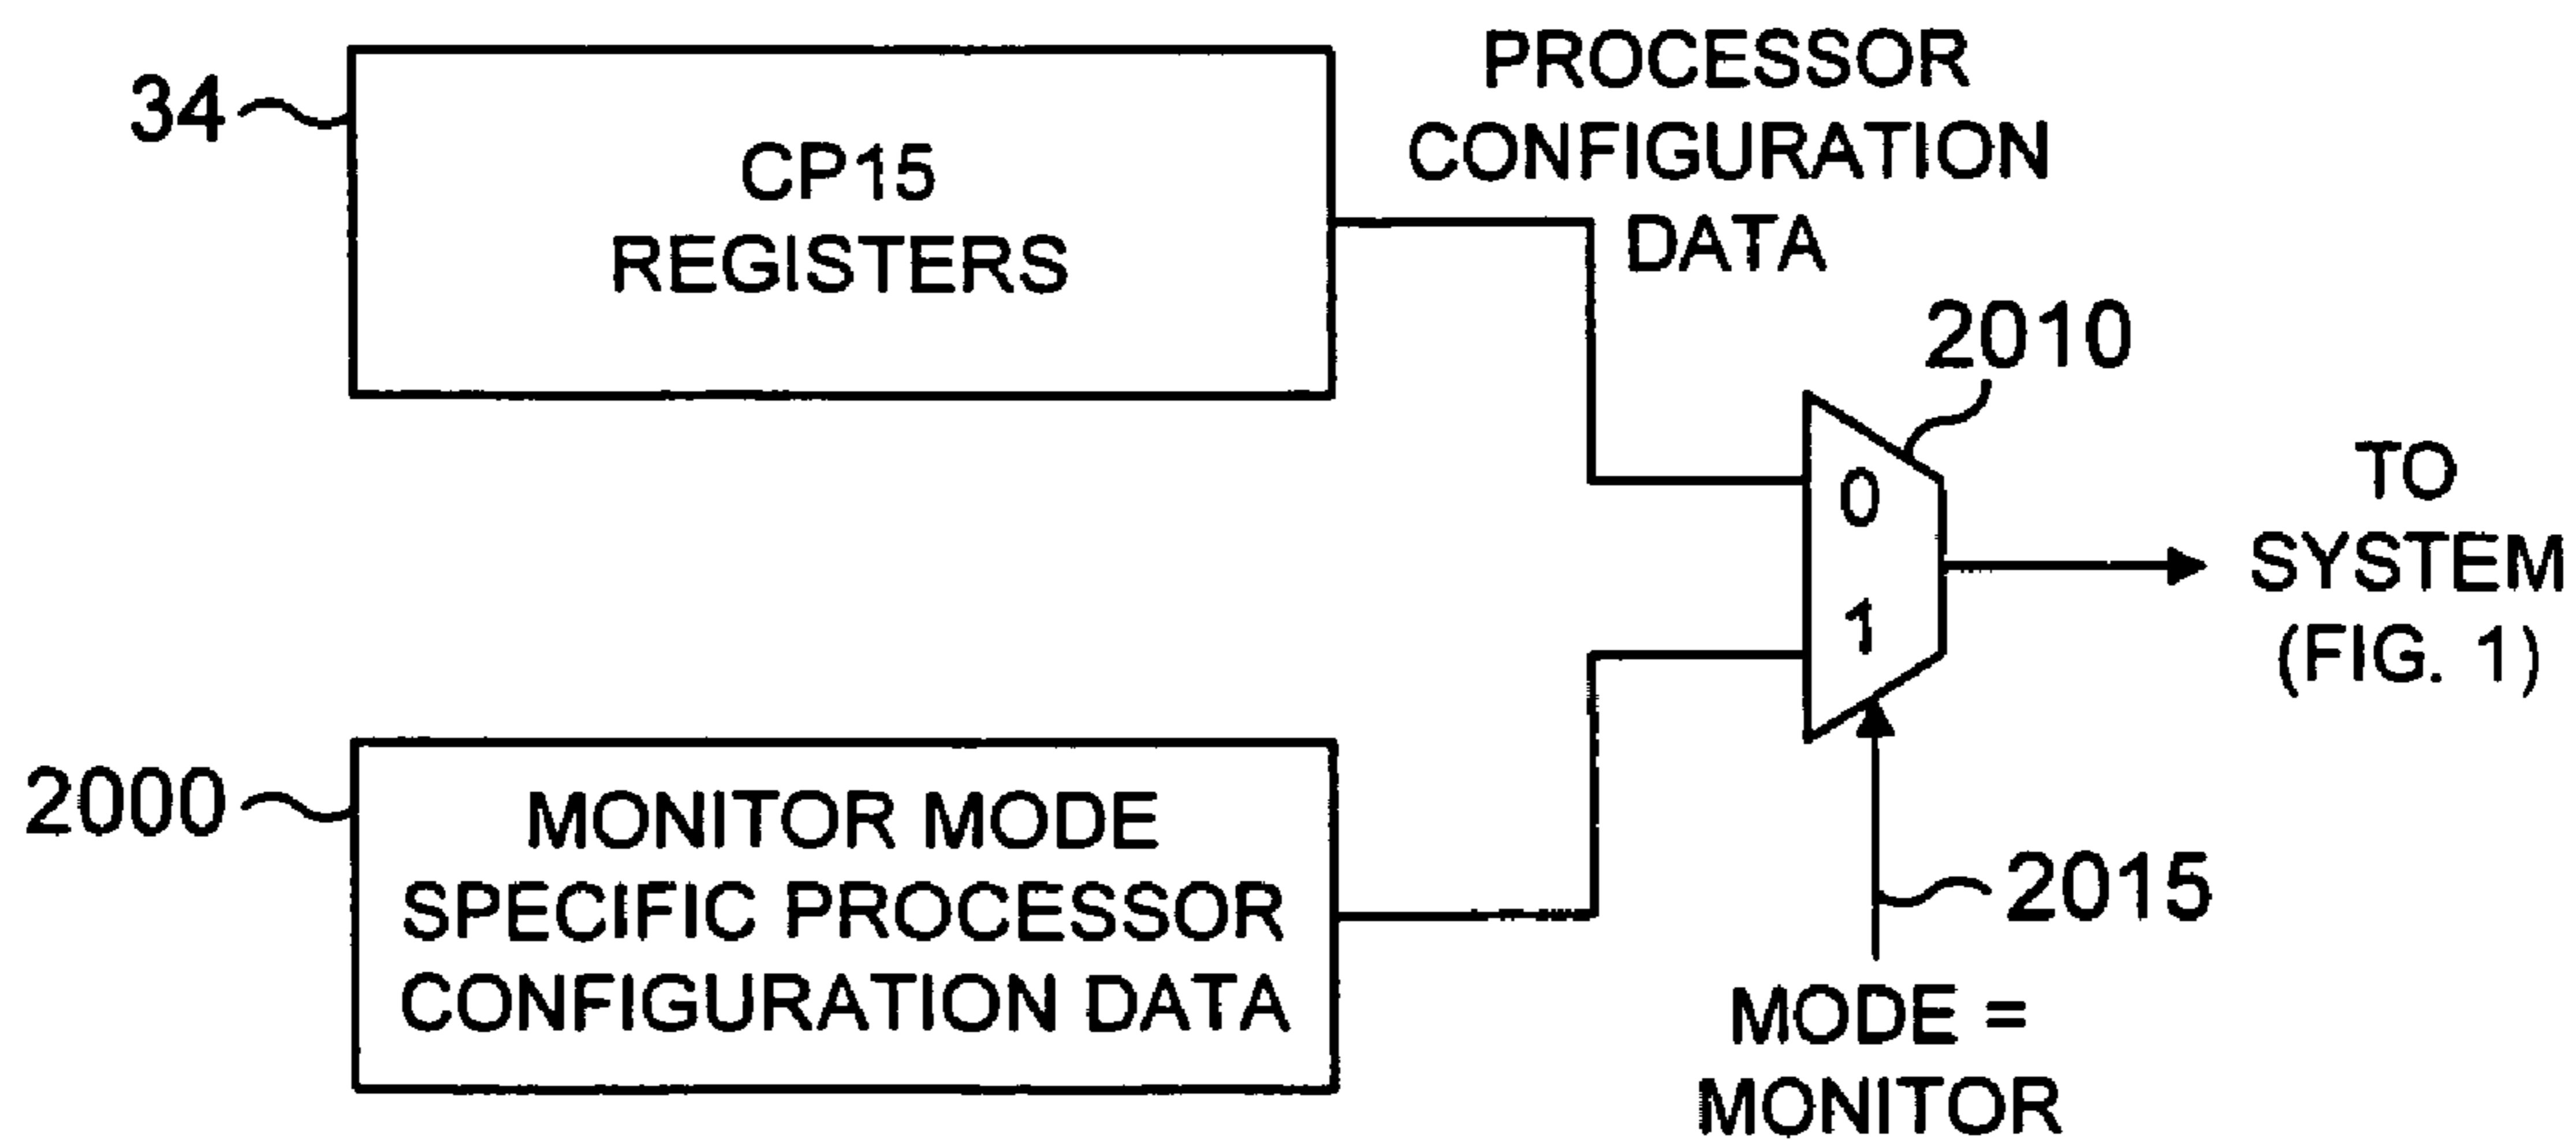 34
CP15
REGISTERS
PROCESSOR
CONFIGURATION
DATA
2010
0
1
TO
SYSTEM
(FIG. 1)
2000
MONITOR MODE
SPECIFIC PROCESSOR
CONFIGURATION DATA
2015
MODE =
MONITOR